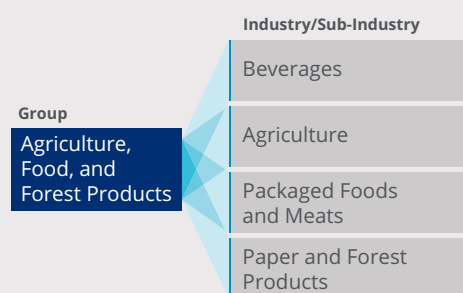 Industry/Sub-Industry
Beverages
Group
Agriculture,
Food, and
Forest Products
Agriculture
Packaged Foods
and Meats
Paper and Forest
Products